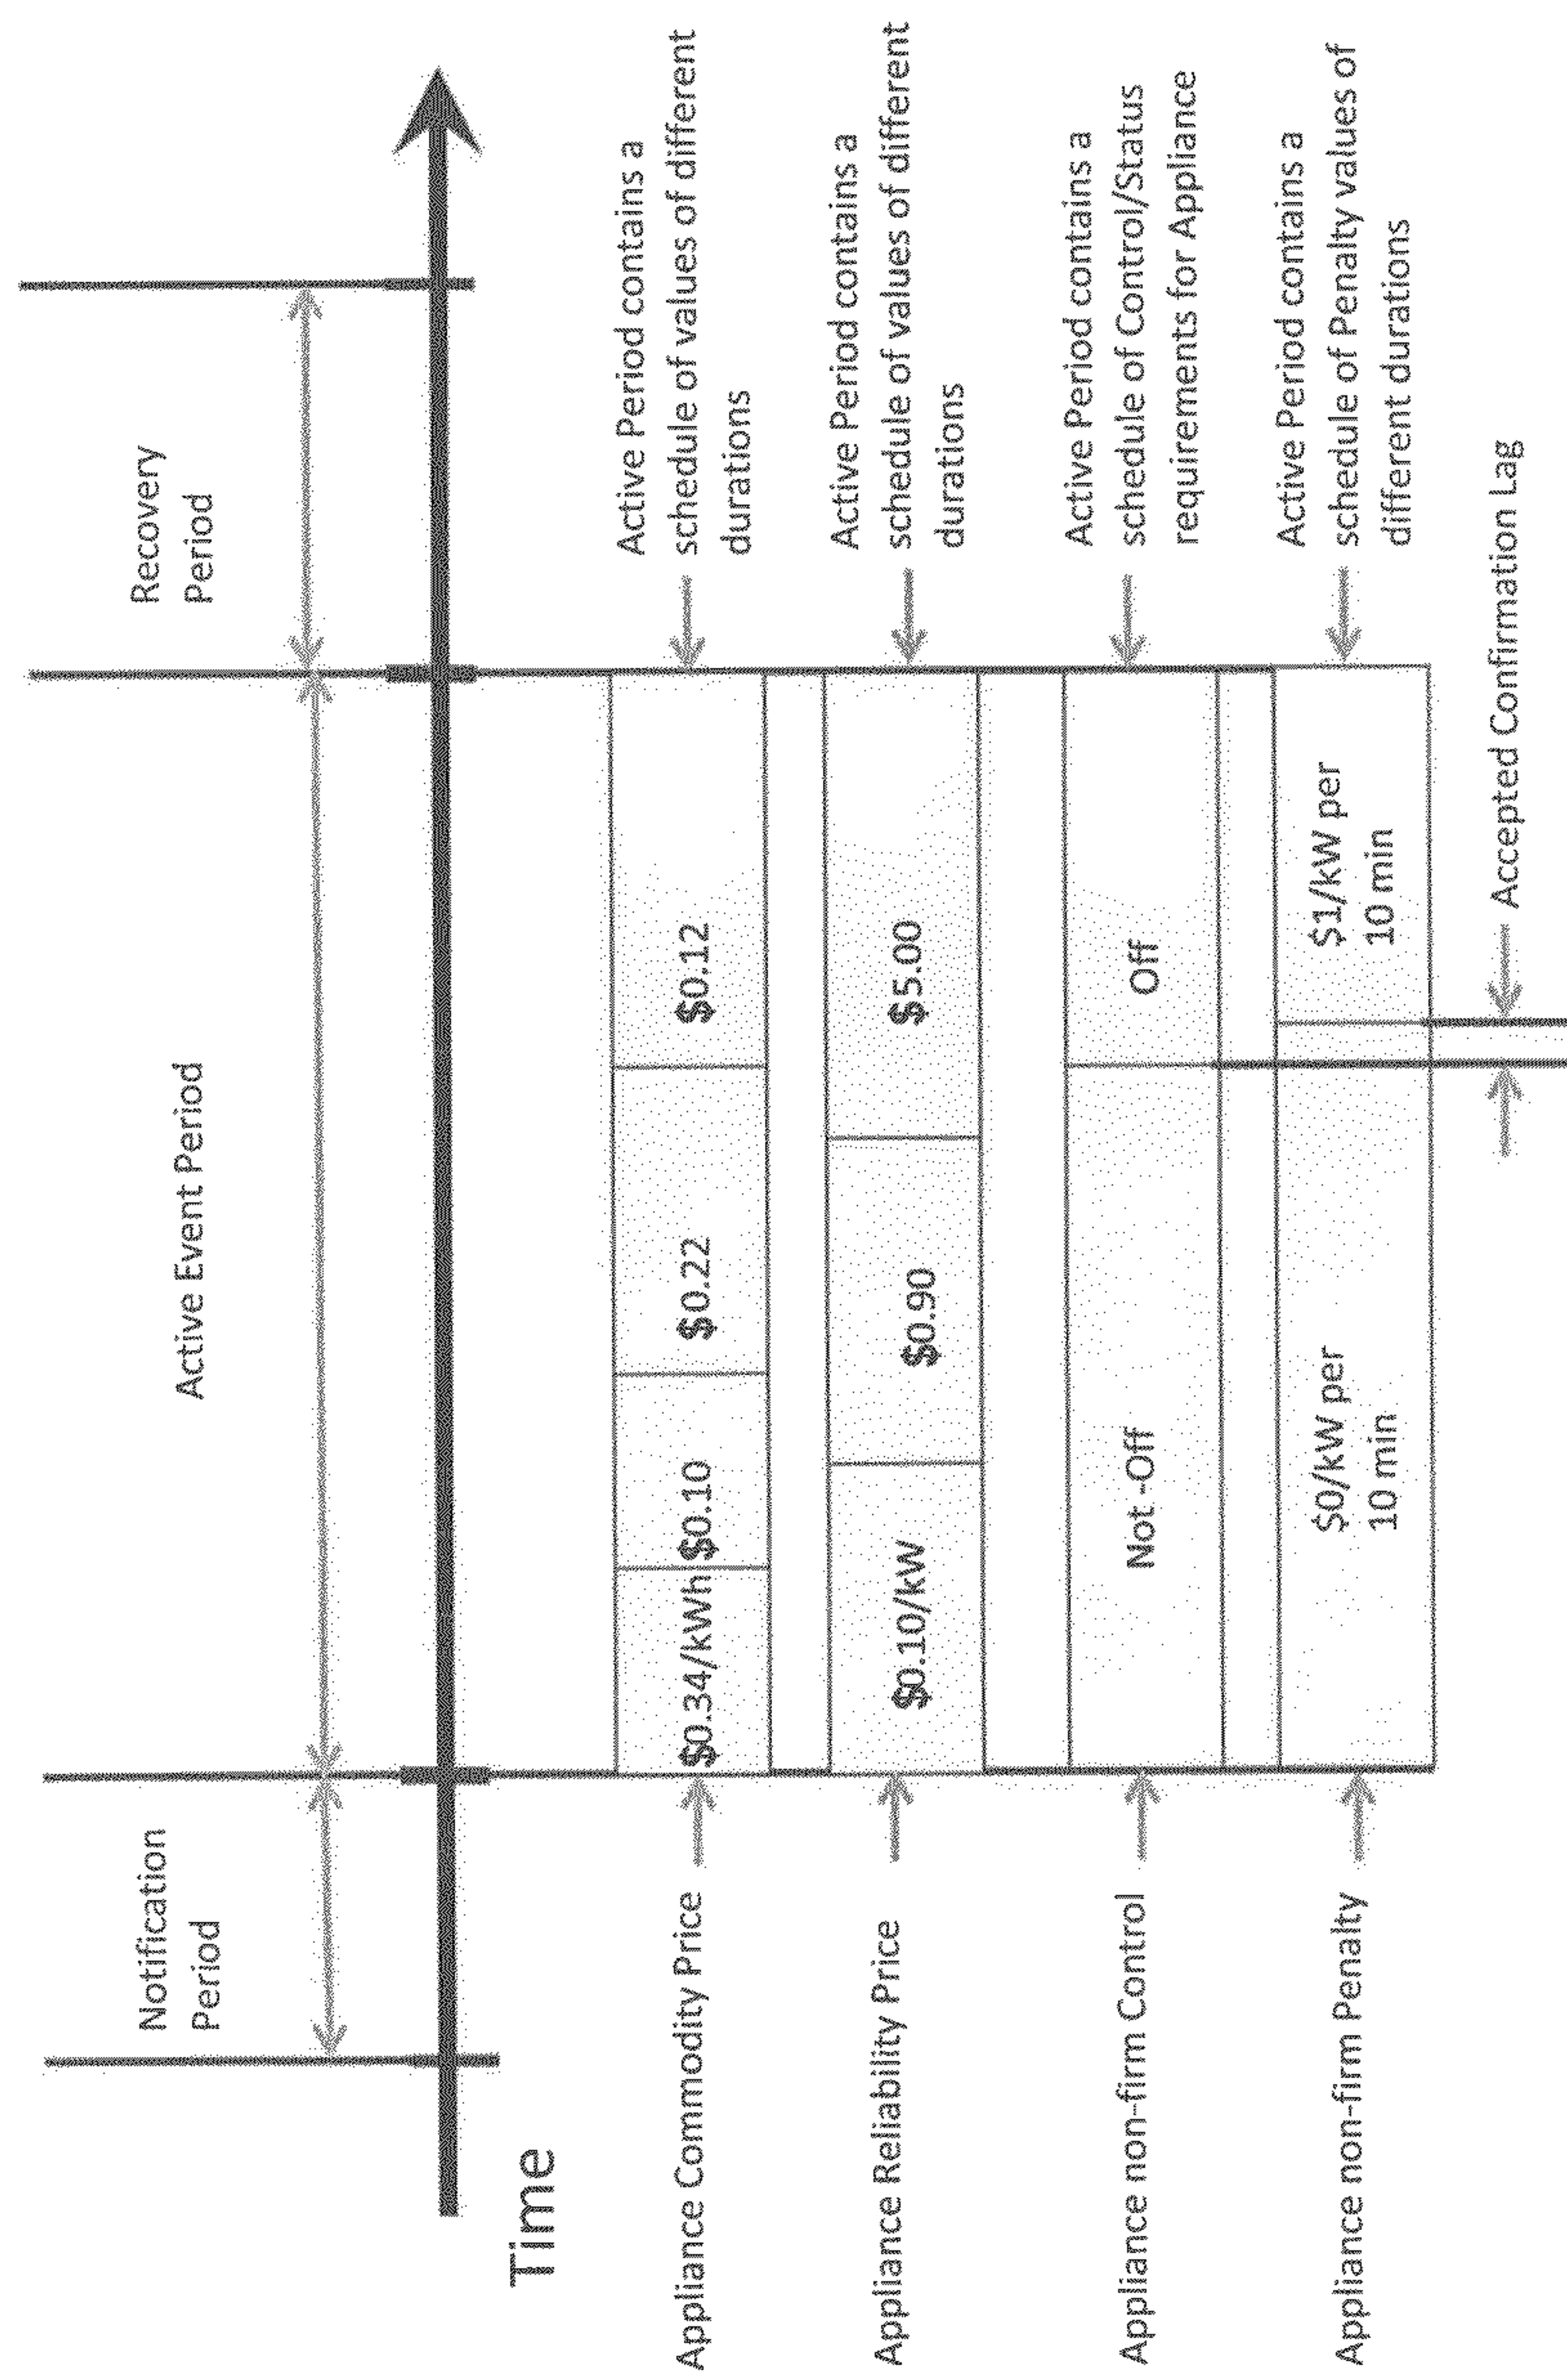 Notification
Period
Active Event Period
Recovery
Period
Time
Appliance Commodity Price
$0.34/kWh
$0.10
$0.22
$0.12
Active Period contains a
schedule of values of different
durations
Appliance Reliability Price
$0.10/kW
$0.90
$5.00
Active Period contains a
schedule of values of different
durations
Appliance non-firm Control
Not -Off
Off
Active Period contains a
schedule of Control/Status
requirements for Appliance
Appliance non-firm Penalty
$0/kW per
10 min
$1/kW per
10 min
Active Period contains a
schedule of Penalty values of
different durations
Accepted Confirmation Lag